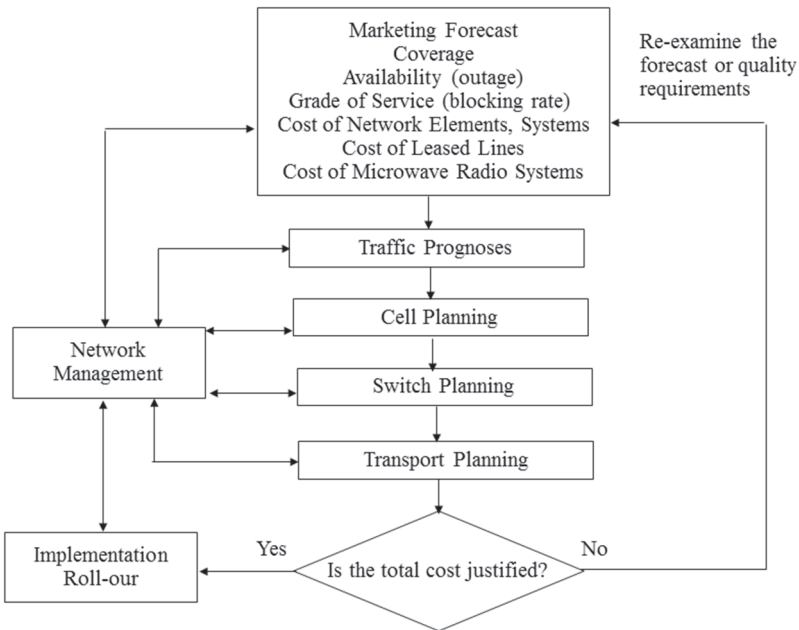 Marketing Forecast
Coverage
Availability (outage)
Grade of Service (blocking rate)
Cost of Network Elements, Systems
Cost of Leased Lines
Cost of Microwave Radio Systems
Re-examine the
forecast or quality
requirements
Traffic Prognoses
Cell Planning
Network
Management
Switch Planning
Transport Planning
Is the total cost justified?
Yes
No
Implementation
Roll-our